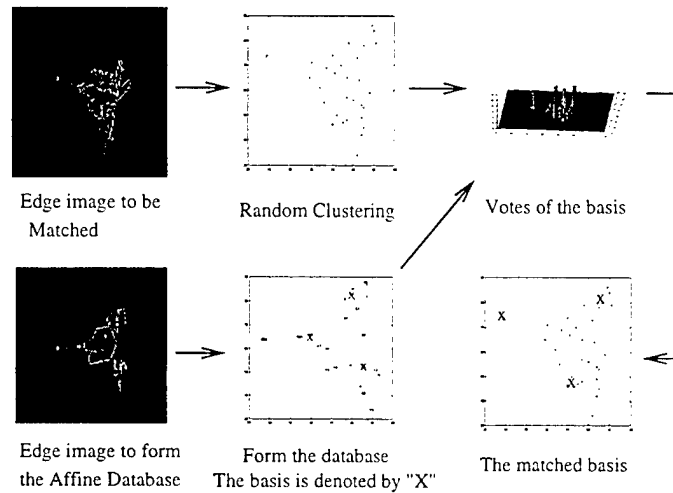 Edge image to be
Matched
Random Clustering
Votes of the basis
X
X
X
X
X
X
Edge image to form
the Affine Database
Form the database
The basis is denoted by "X"
The matched basis